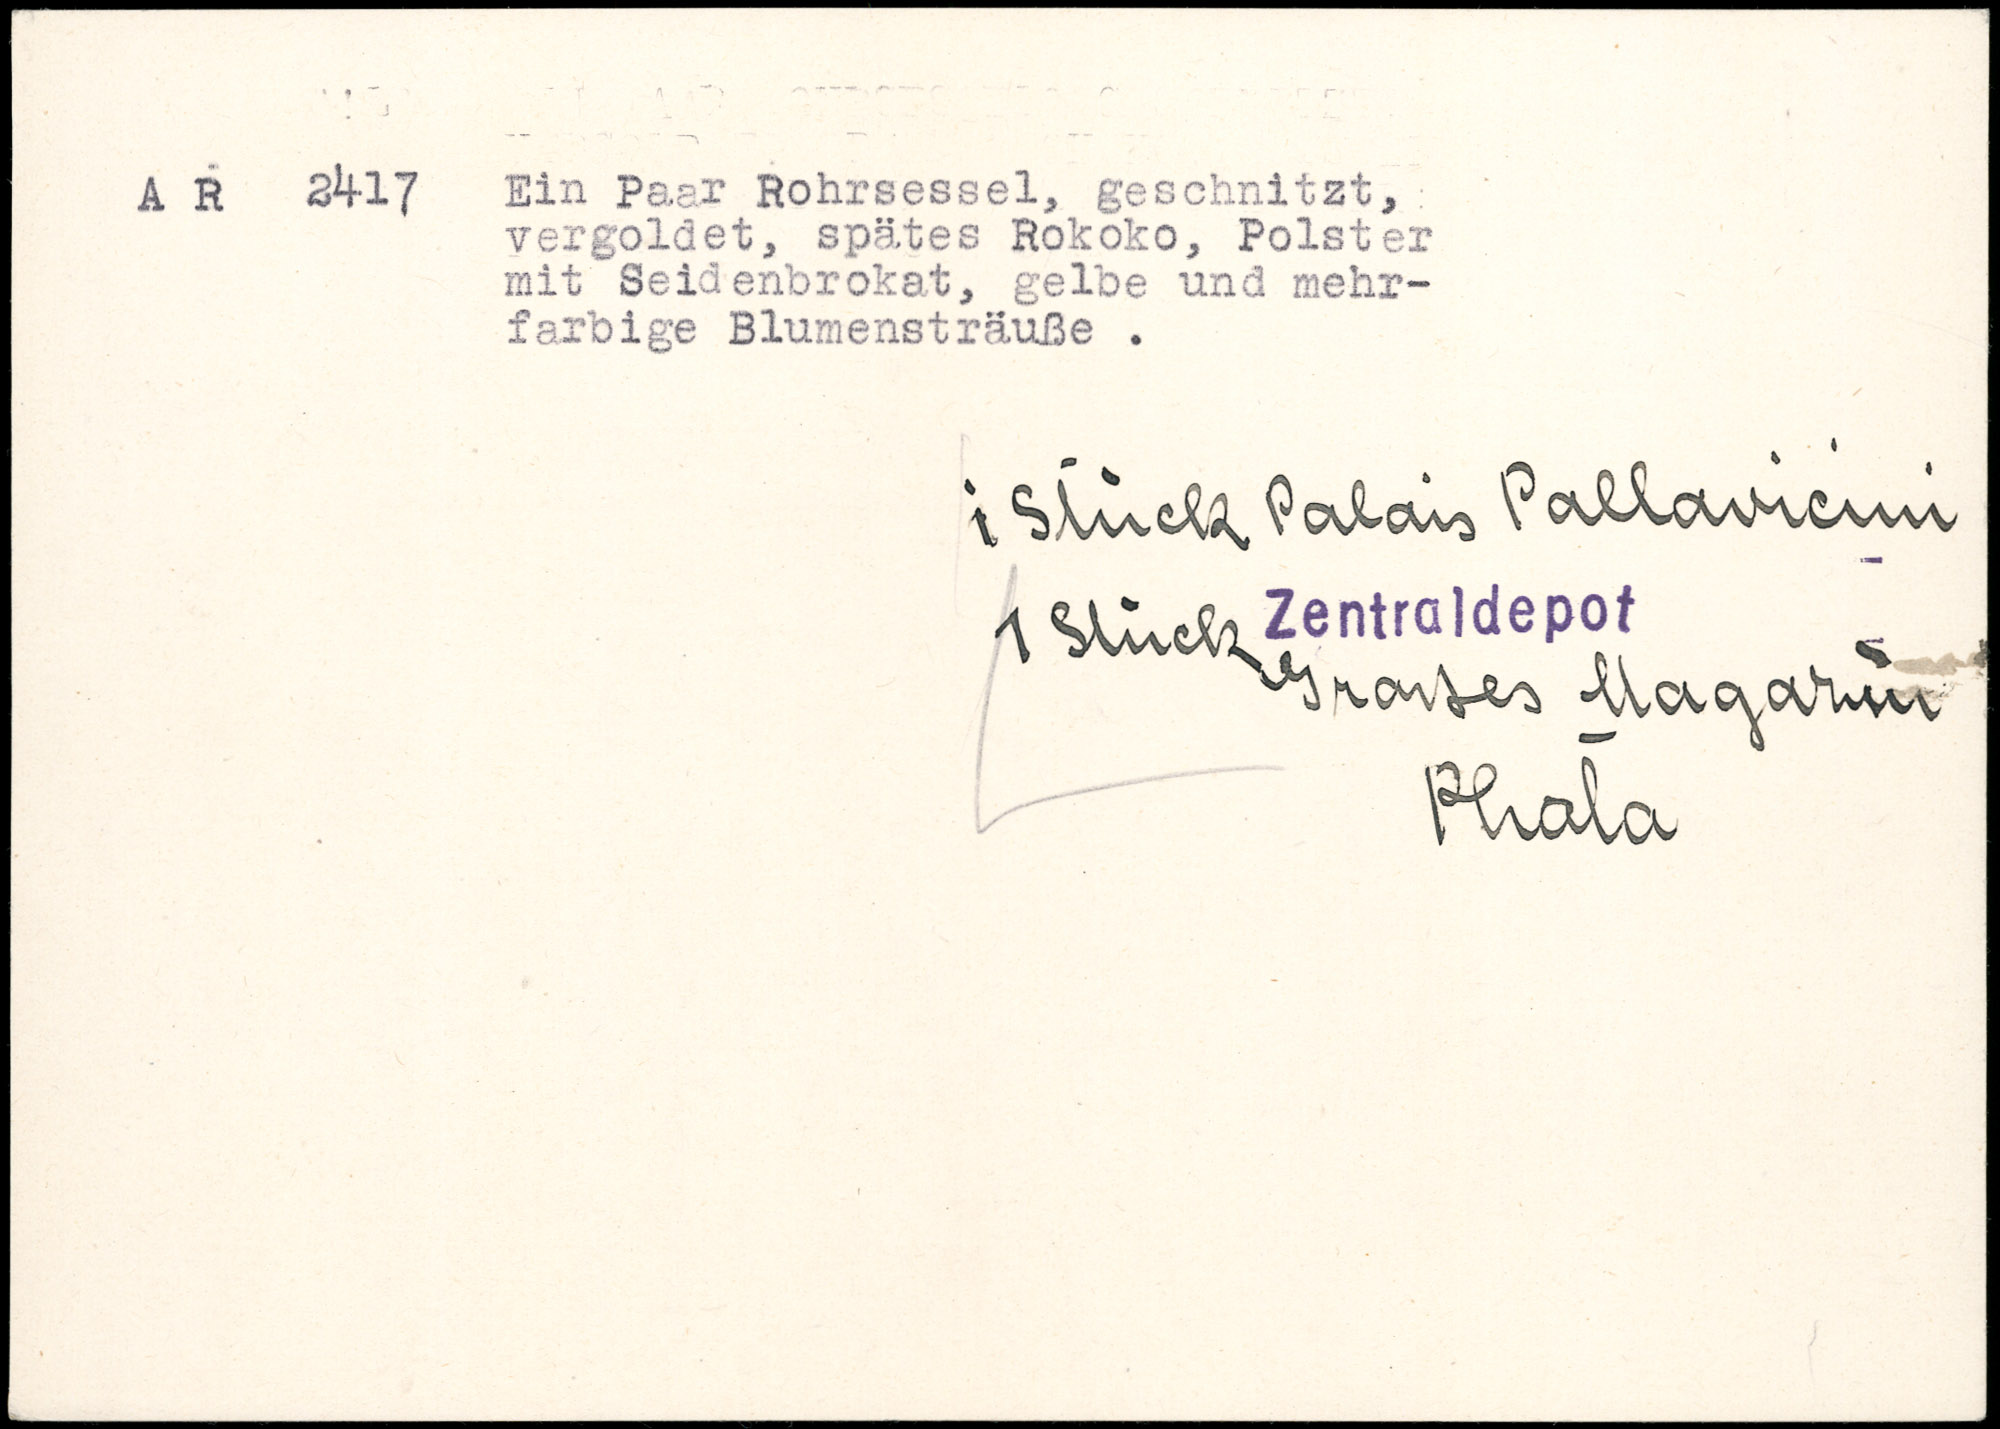 A R 2417 Ein Paar Rohrsessel, geschnitzt,
vergoldet, spätes Rokoko, Polster
mit Seidenbrokat, gelbe und mehr-
farbige Blumensträuße .
1 Stück Palais Pallavicini
1 Stück Zentraldepot
Großes Magazin
Photo